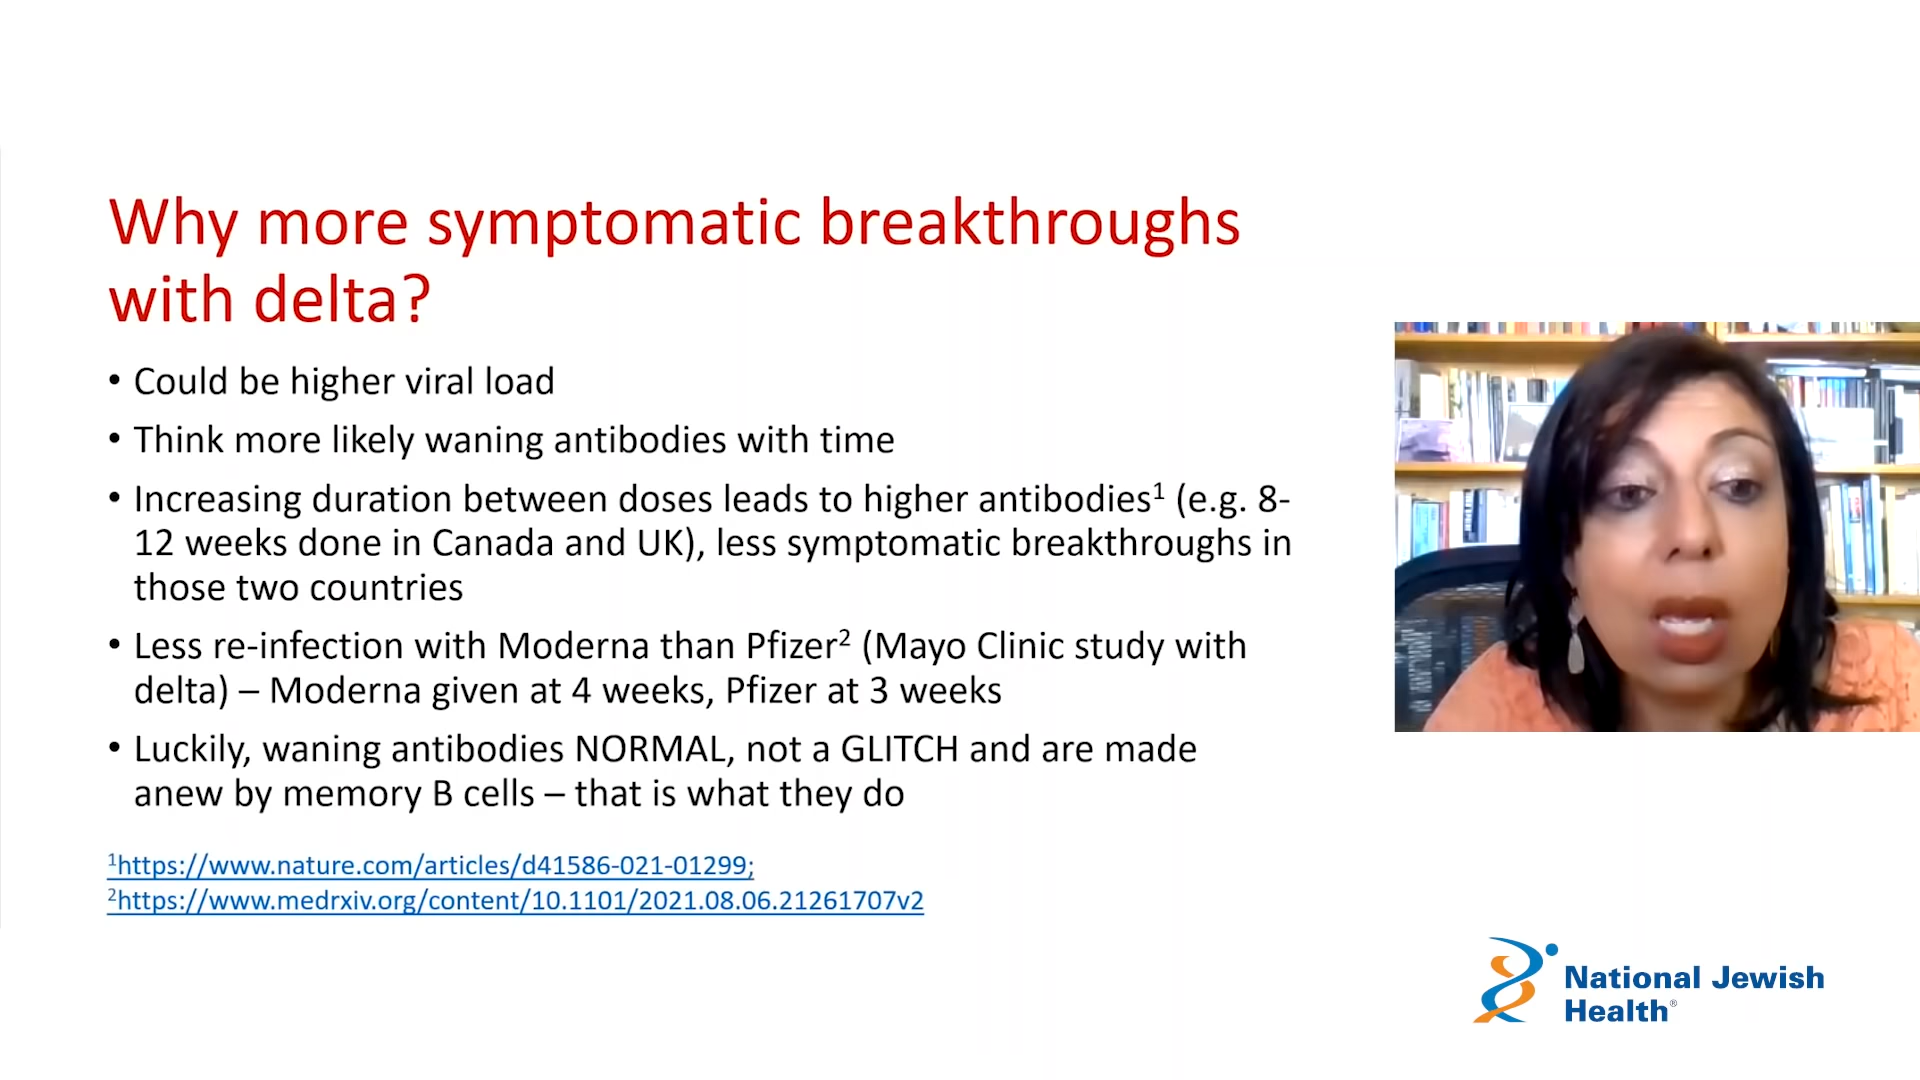 Why more symptomatic breakthroughs
with delta?
• Could be higher viral load
• Think more likely waning antibodies with time
• Increasing duration between doses leads to higher antibodies¹ (e.g. 8-
12 weeks done in Canada and UK), less symptomatic breakthroughs in
those two countries
• Less re-infection with Moderna than Pfizer² (Mayo Clinic study with
delta) – Moderna given at 4 weeks, Pfizer at 3 weeks
• Luckily, waning antibodies NORMAL, not a GLITCH and are made
anew by memory B cells – that is what they do
¹https://www.nature.com/articles/d41586-021-01299;
²https://www.medrxiv.org/content/10.1101/2021.08.06.21261707v2
National Jewish
Health®